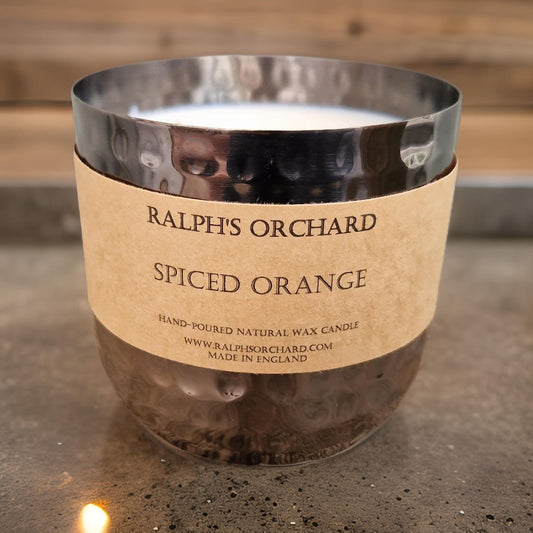 RALPH'S ORCHARD
SPICED ORANGE
HAND-POURED NATURAL WAX CANDLE
WWW.RALPHSORCHARD.COM
MADE IN ENGLAND